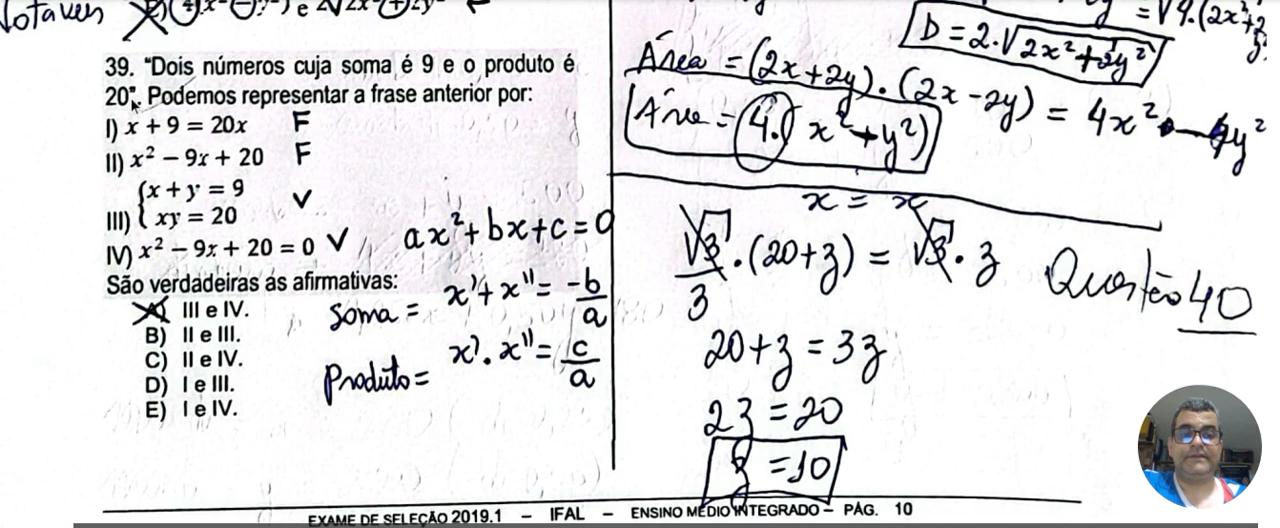 Notaveis
39. "Dois números cuja soma é 9 e o produto é
20". Podemos representar a frase anterior por:
I) x + 9 = 20x F
II) x² − 9x + 20 F
III) { x + y = 9
xy = 20 V
IV) x² − 9x + 20 = 0 V
São verdadeiras as afirmativas:
A) III e IV.
B) II e III.
C) II e IV.
D) I e III.
E) I e IV.
ax² + bx + c = 0
soma = x' + x'' = -b/a
produto = x' . x'' = c/a
D = 2.√2x² + 2y²
Área = (2x+2y).(2x-2y) = 4x² - 4y²
Área = 4.(x² + y²)
x = x
√3/3 . (20+z) = √3 . z
20+z = 3z
2z = 20
z = 10
Questão 40
EXAME DE SELEÇÃO 2019.1 – IFAL – ENSINO MÉDIO INTEGRADO – PÁG. 10